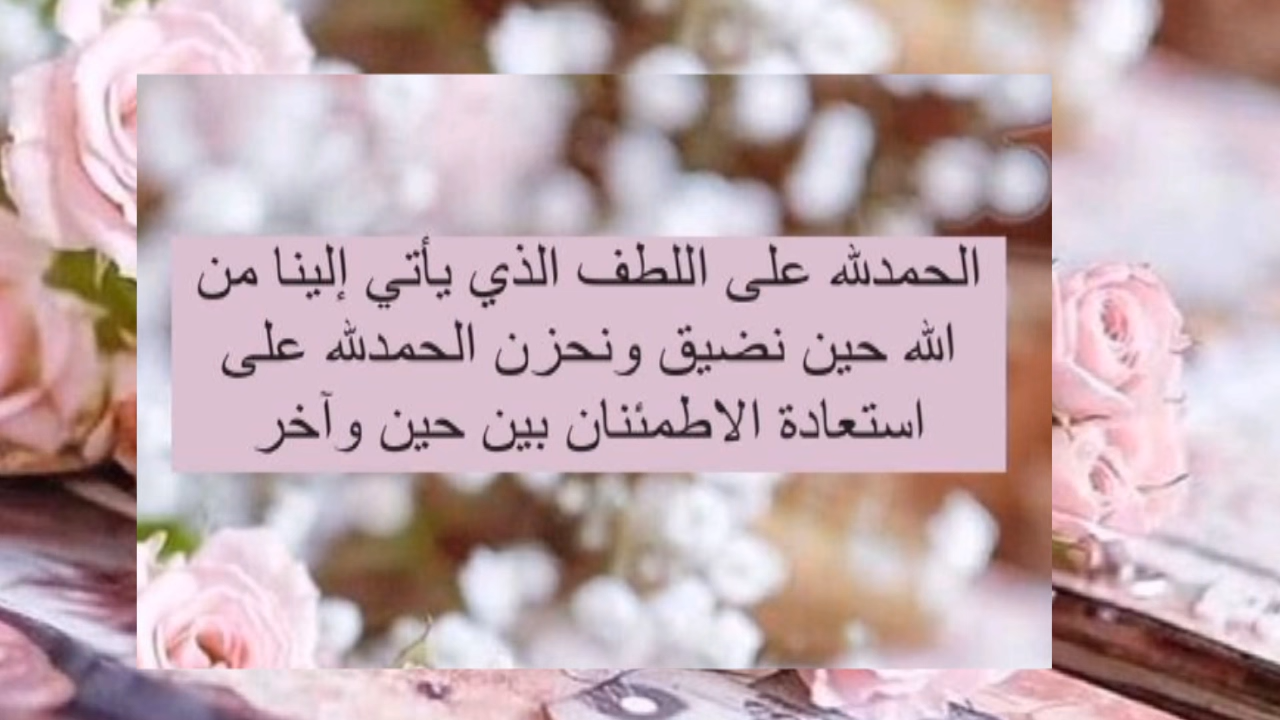 الحمدلله على اللطف الذي يأتي إلينا من
الله حين نضيق ونحزن الحمدلله على
استعادة الاطمئنان بين حين وآخر